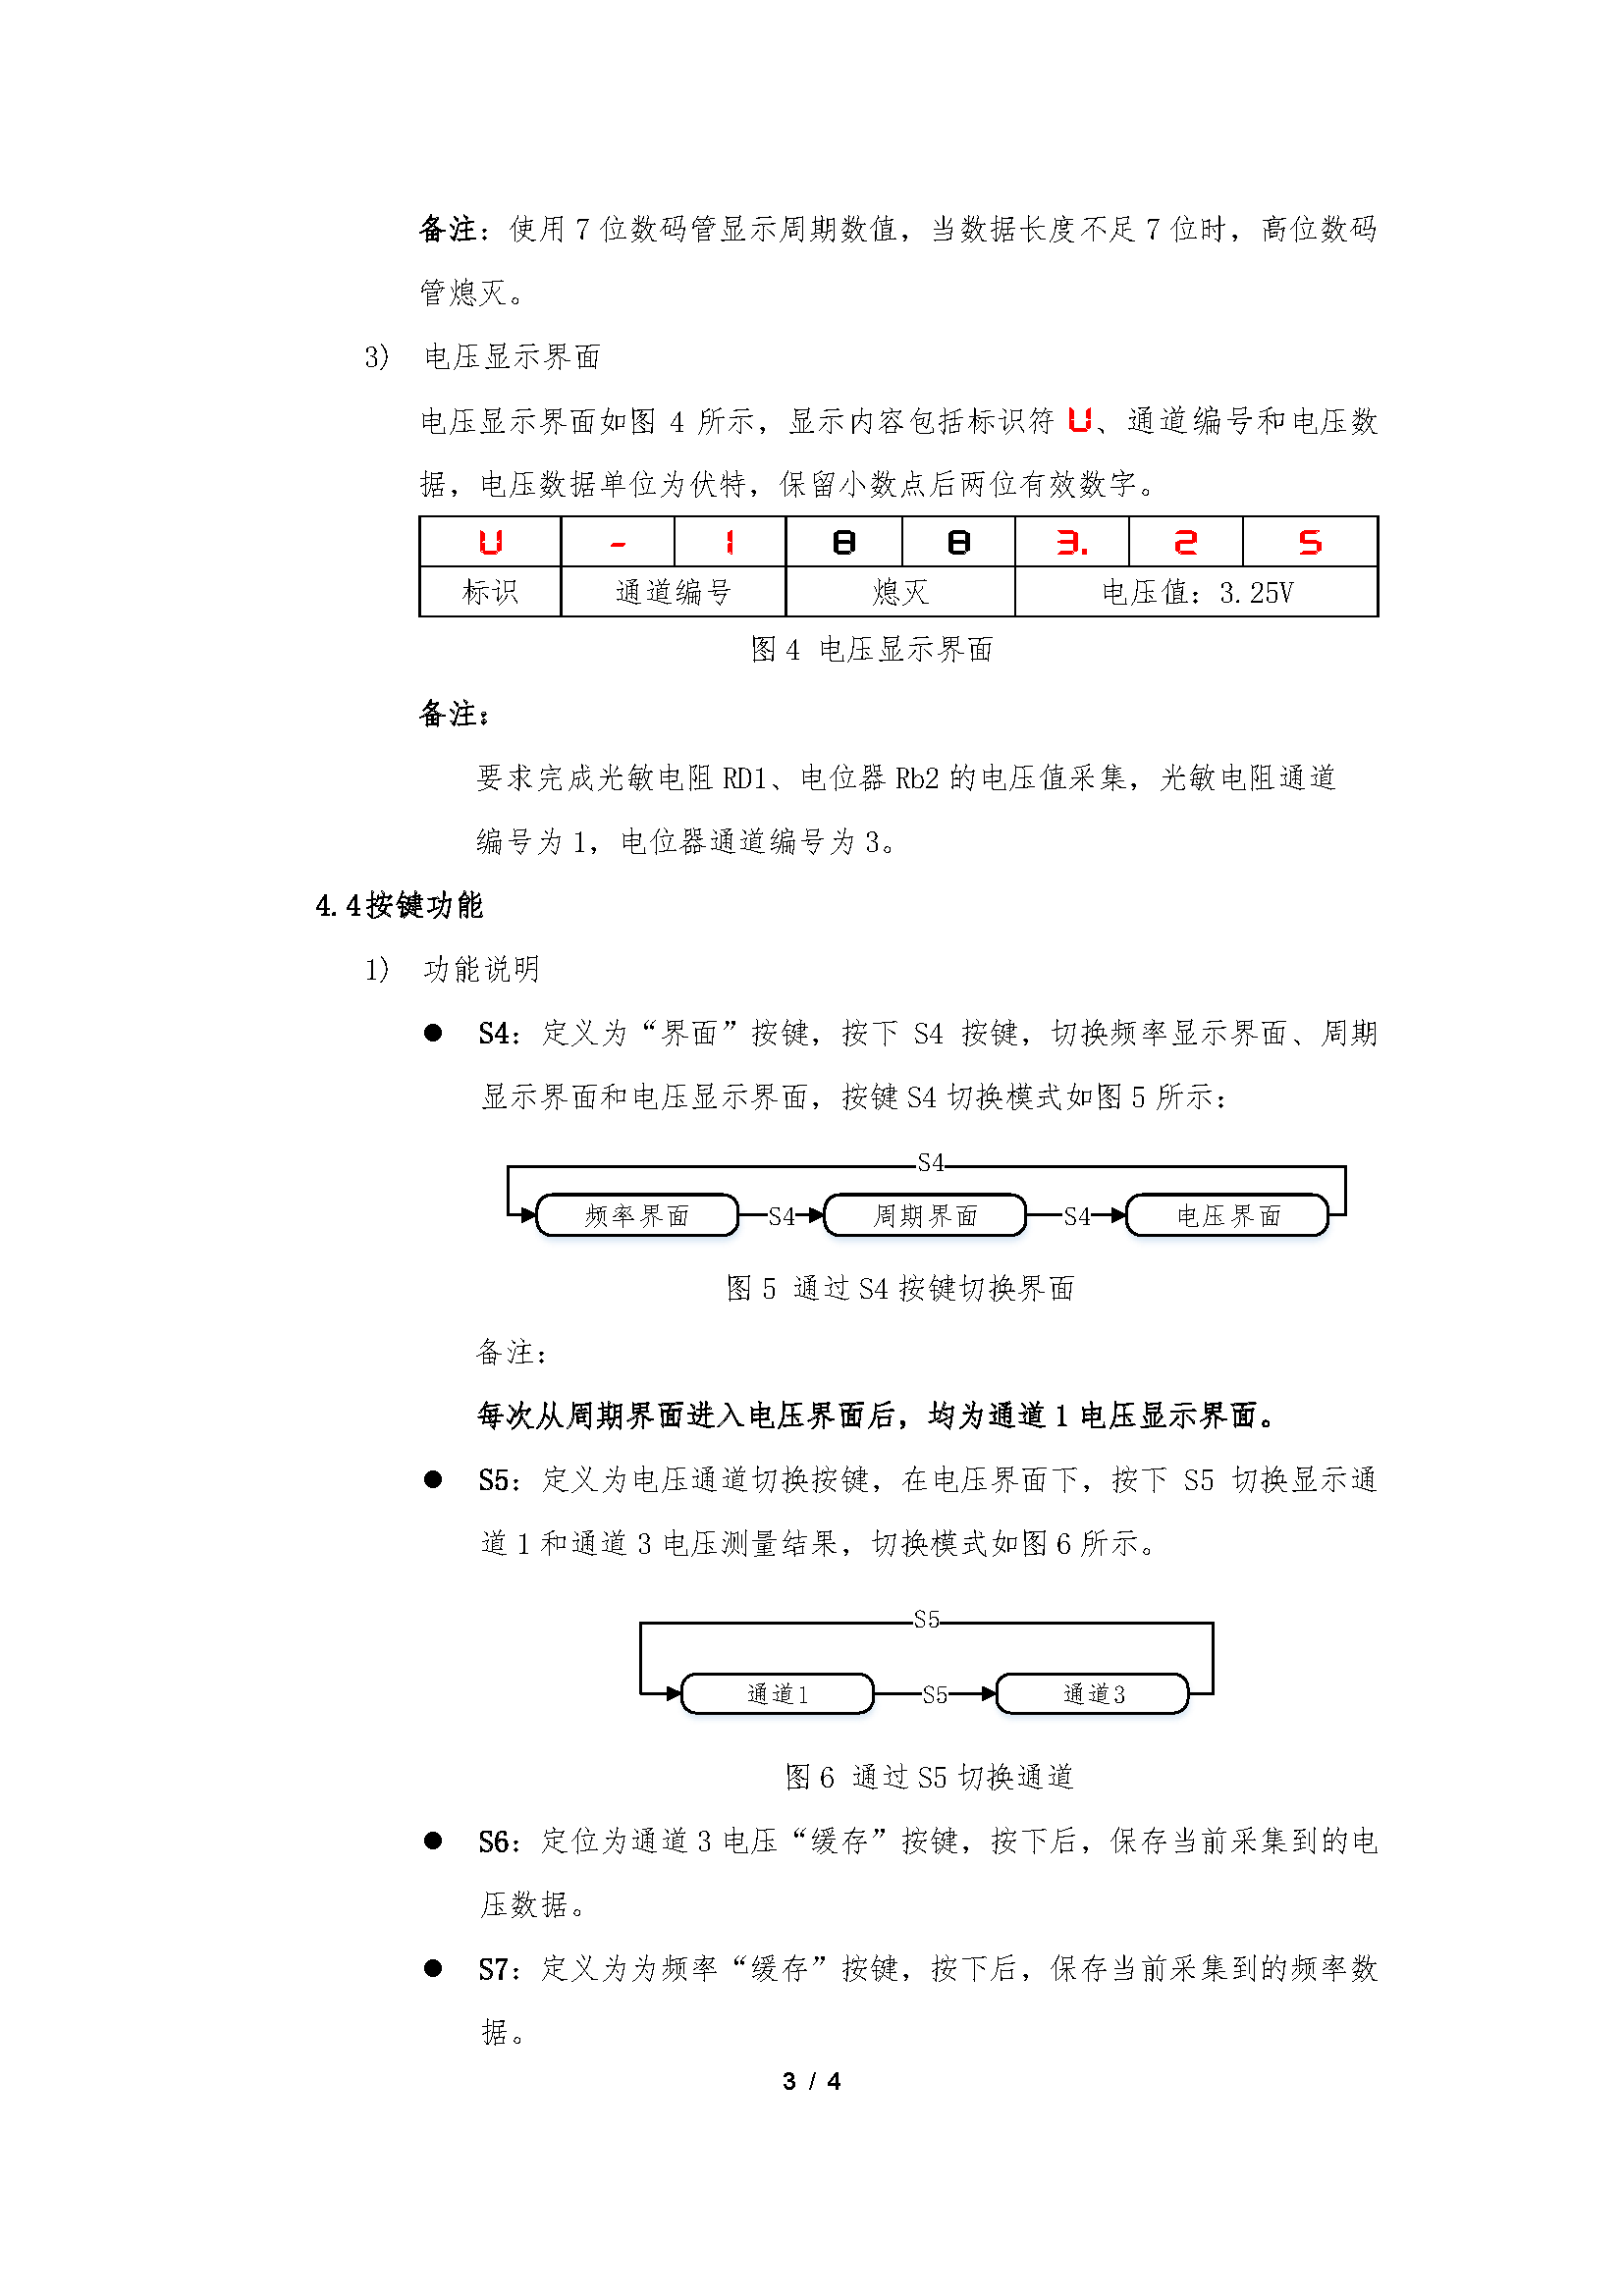 备注：使用 7 位数码管显示周期数值，当数据长度不足 7 位时，高位数码
管熄灭。
3) 电压显示界面
电压显示界面如图 4 所示，显示内容包括标识符 U、通道编号和电压数
据，电压数据单位为伏特，保留小数点后两位有效数字。
U - 1 8 8 3. 2 5
标识 通道编号 熄灭 电压值：3.25V
图 4 电压显示界面
备注：
要求完成光敏电阻 RD1、电位器 Rb2 的电压值采集，光敏电阻通道
编号为 1，电位器通道编号为 3。
4.4 按键功能
1) 功能说明
● S4：定义为“界面”按键，按下 S4 按键，切换频率显示界面、周期
显示界面和电压显示界面，按键 S4 切换模式如图 5 所示：
S4
频率界面 S4 周期界面 S4 电压界面
图 5 通过 S4 按键切换界面
备注：
每次从周期界面进入电压界面后，均为通道 1 电压显示界面。
● S5：定义为电压通道切换按键，在电压界面下，按下 S5 切换显示通
道 1 和通道 3 电压测量结果，切换模式如图 6 所示。
S5
通道1 S5 通道3
图 6 通过 S5 切换通道
● S6：定位为通道 3 电压“缓存”按键，按下后，保存当前采集到的电
压数据。
● S7：定义为为频率“缓存”按键，按下后，保存当前采集到的频率数
据。
3 / 4